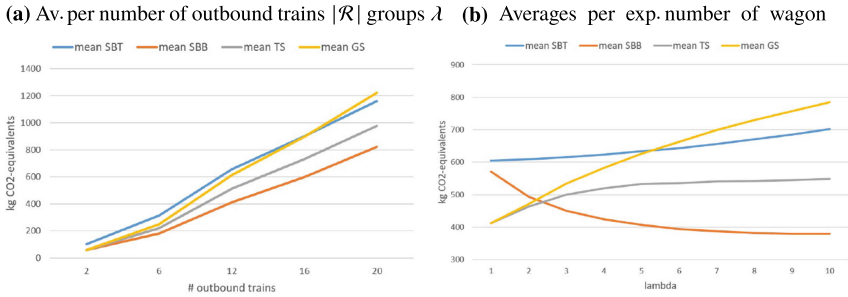 (a) Av. per number of outbound trains |R| groups λ
mean SBT mean SBB mean TS mean GS
kg CO2-equivalents
1400
1200
1000
800
600
400
200
0
2 6 12 16 20
# outbound trains
(b) Averages per exp. number of wagon
mean SBT mean SBB mean TS mean GS
kg CO2-equivalents
900
800
700
600
500
400
300
1 2 3 4 5 6 7 8 9 10
lambda